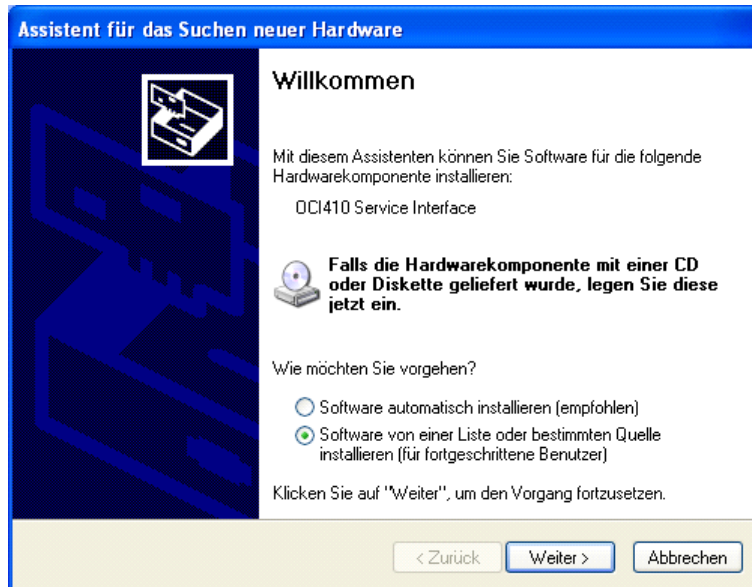 Assistent für das Suchen neuer Hardware
Willkommen
Mit diesem Assistenten können Sie Software für die folgende
Hardwarekomponente installieren:
OCI410 Service Interface
Falls die Hardwarekomponente mit einer CD
oder Diskette geliefert wurde, legen Sie diese
jetzt ein.
Wie möchten Sie vorgehen?
Software automatisch installieren (empfohlen)
Software von einer Liste oder bestimmten Quelle
installieren (für fortgeschrittene Benutzer)
Klicken Sie auf "Weiter", um den Vorgang fortzusetzen.
< Zurück Weiter > Abbrechen